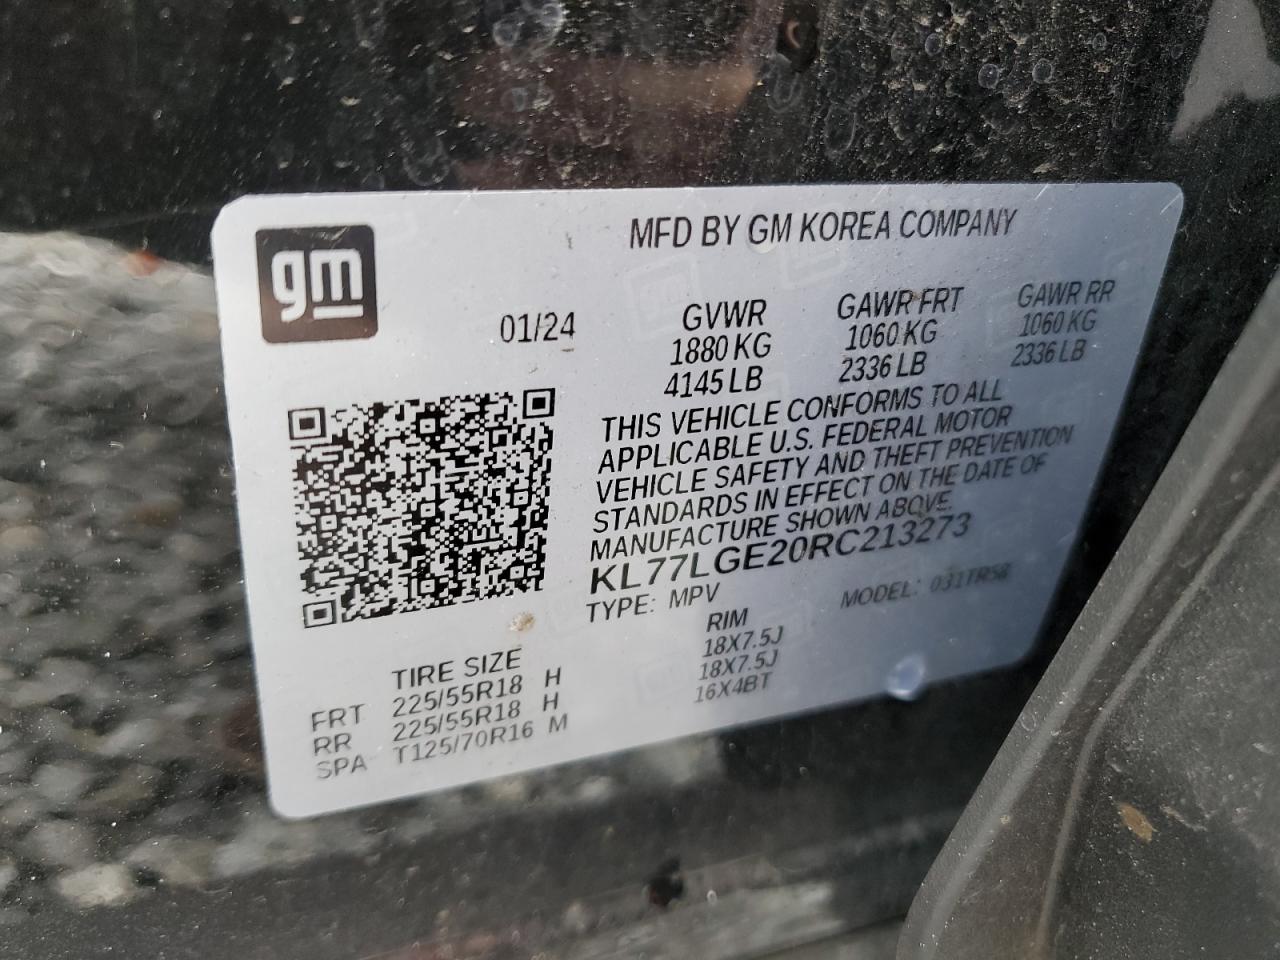 gm
MFD BY GM KOREA COMPANY
01/24
GVWR GAWR FRT GAWR RR
1880 KG 1060 KG 1060 KG
4145 LB 2336 LB 2336 LB
THIS VEHICLE CONFORMS TO ALL
APPLICABLE U.S. FEDERAL MOTOR
VEHICLE SAFETY AND THEFT PREVENTION
STANDARDS IN EFFECT ON THE DATE OF
MANUFACTURE SHOWN ABOVE.
KL77LGE20RC213273
TYPE: MPV MODEL: 031TR58
TIRE SIZE RIM
FRT 225/55R18 H 18X7.5J
RR 225/55R18 H 18X7.5J
SPA T125/70R16 M 16X4BT